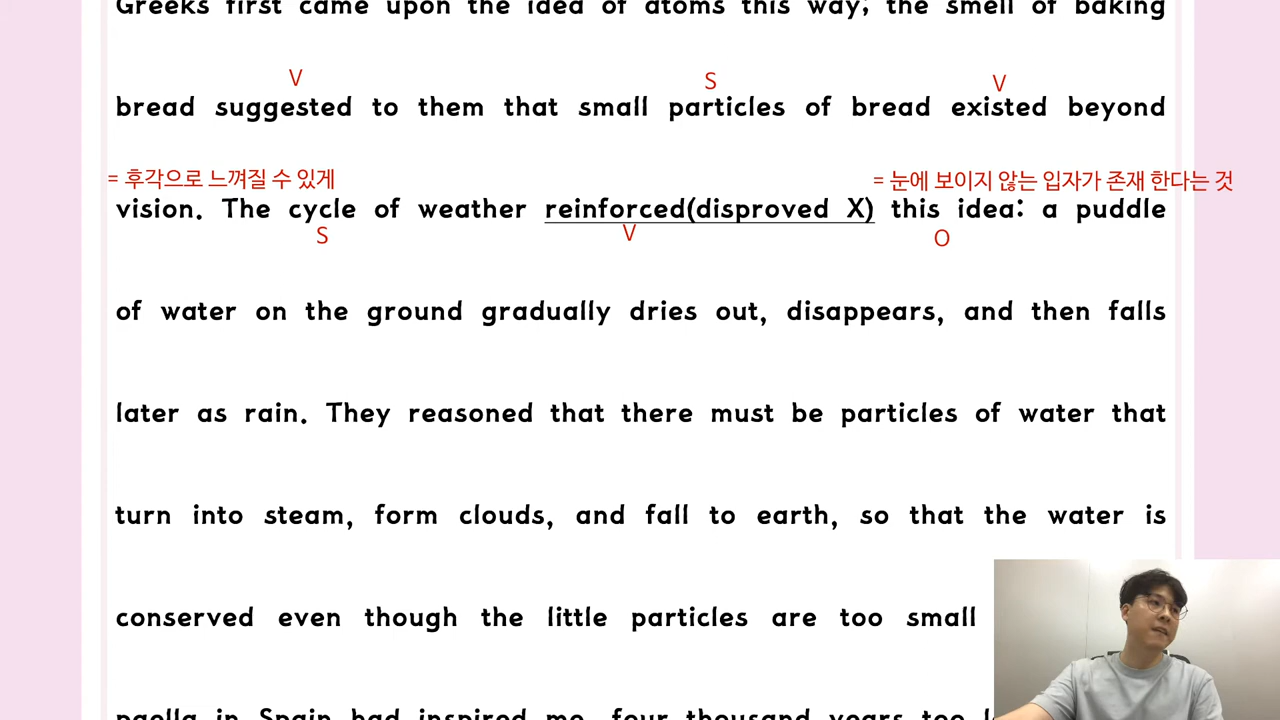 Greeks first came upon the idea of atoms this way; the smell of baking
V S V
bread suggested to them that small particles of bread existed beyond
= 후각으로 느껴질 수 있게 = 눈에 보이지 않는 입자가 존재 한다는 것
vision. The cycle of weather reinforced(disproved X) this idea: a puddle
S V O
of water on the ground gradually dries out, disappears, and then falls
later as rain. They reasoned that there must be particles of water that
turn into steam, form clouds, and fall to earth, so that the water is
conserved even though the little particles are too small
paella in Spain had inspired me, four thousand years too